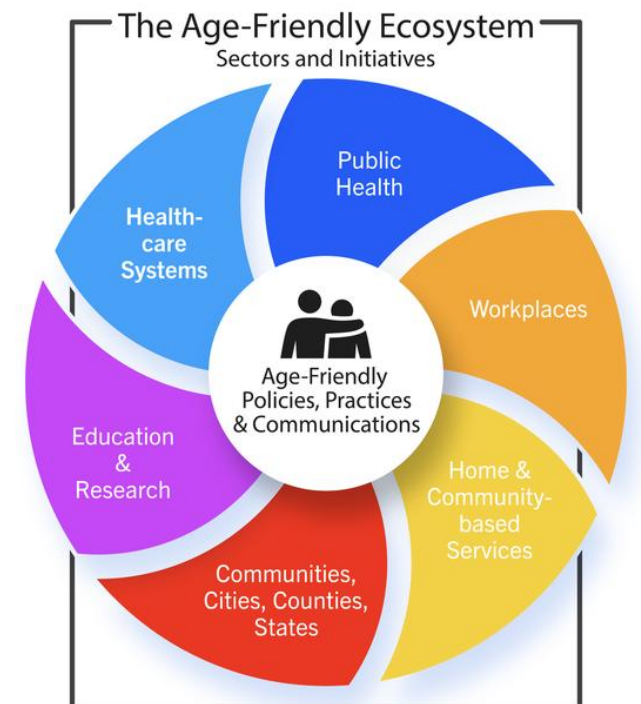 The Age-Friendly Ecosystem
Sectors and Initiatives
Public
Health
Health-
care
Systems
Workplaces
Age-Friendly
Policies, Practices
& Communications
Education
&
Research
Home &
Community-
based
Services
Communities,
Cities, Counties,
States